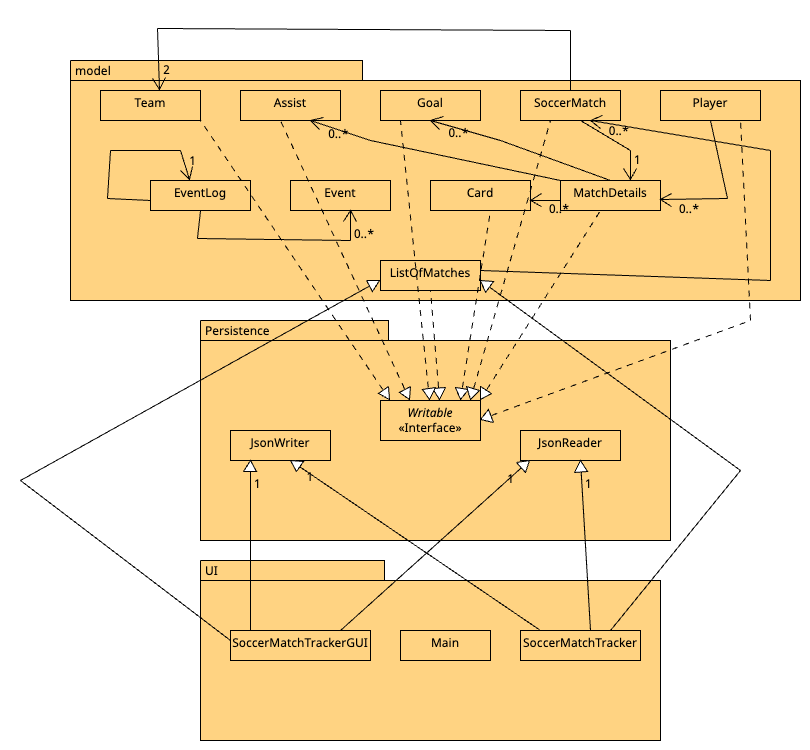 model
2
Team
Assist
Goal
SoccerMatch
Player
0..*
0..*
0..*
1
1
EventLog
Event
Card
MatchDetails
0..*
0..*
0..*
ListOfMatches
Persistence
Writable
«Interface»
JsonWriter
JsonReader
1
1
1
1
UI
SoccerMatchTrackerGUI
Main
SoccerMatchTracker